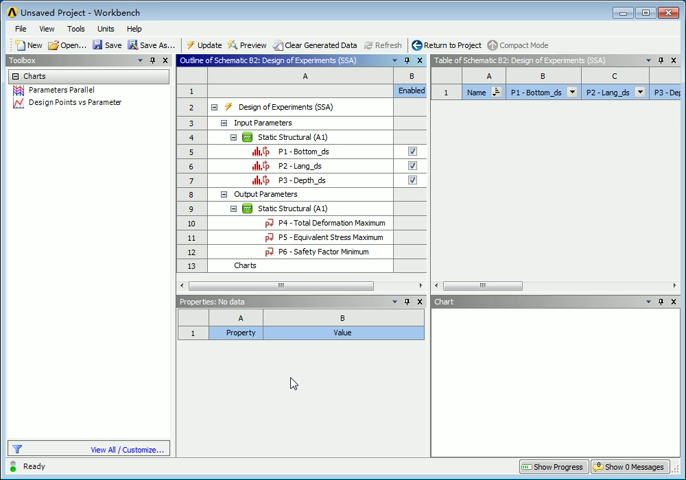 Unsaved Project - Workbench
File View Tools Units Help
New Open... Save Save As... Update Preview Clear Generated Data Refresh Return to Project Compact Mode
Toolbox
Charts
Parameters Parallel
Design Points vs Parameter
View All / Customize...
Outline of Schematic B2: Design of Experiments (SSA)
A B
1 Enabled
2 Design of Experiments (SSA)
3 Input Parameters
4 Static Structural (A1)
5 P1 - Bottom_ds
6 P2 - Lang_ds
7 P3 - Depth_ds
8 Output Parameters
9 Static Structural (A1)
10 P4 - Total Deformation Maximum
11 P5 - Equivalent Stress Maximum
12 P6 - Safety Factor Minimum
13 Charts
Table of Schematic B2: Design of Experiments (SSA)
A B C
1 Name P1 - Bottom_ds P2 - Lang_ds P3 - Dep
Properties: No data
A B
1 Property Value
Chart
Ready
Show Progress Show 0 Messages